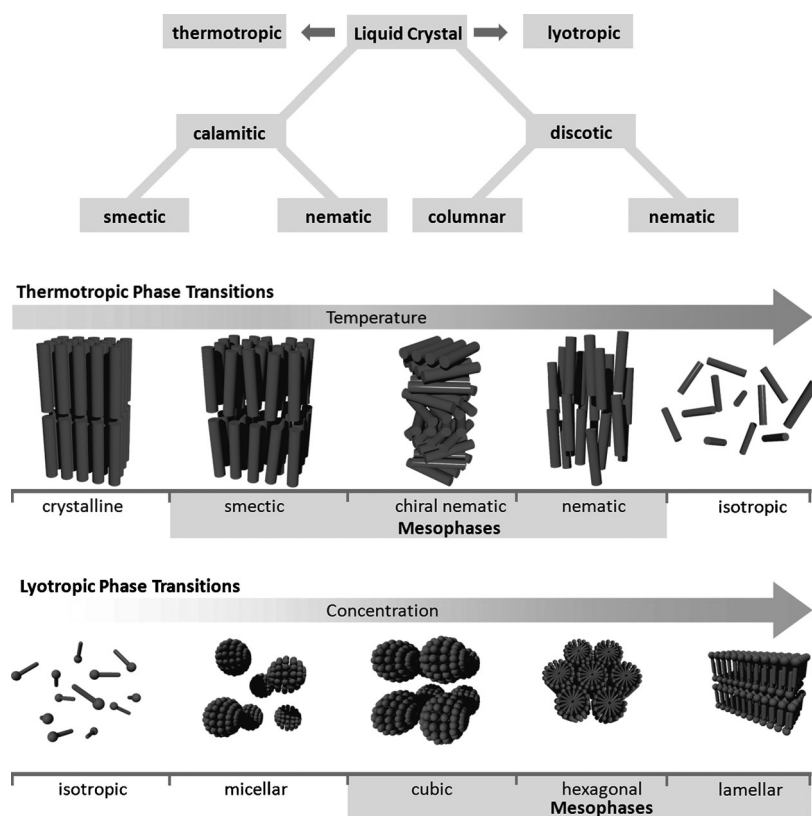 thermotropic Liquid Crystal lyotropic
calamitic discotic
smectic nematic columnar nematic
Thermotropic Phase Transitions
Temperature
crystalline smectic chiral nematic nematic isotropic
Mesophases
Lyotropic Phase Transitions
Concentration
isotropic micellar cubic hexagonal lamellar
Mesophases